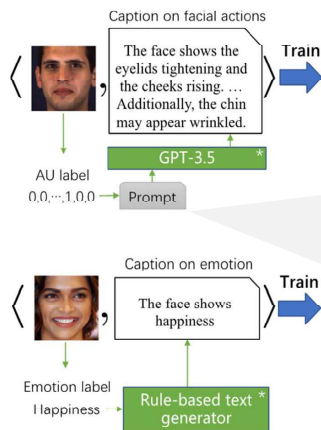 Caption on facial actions
The face shows the
eyelids tightening and
the cheeks rising. …
Additionally, the chin
may appear wrinkled.
Train
GPT-3.5 *
AU label
0,0,…,1,0,0
Prompt
Caption on emotion
The face shows
happiness
Train
Emotion label
Happiness
Rule-based text *
generator